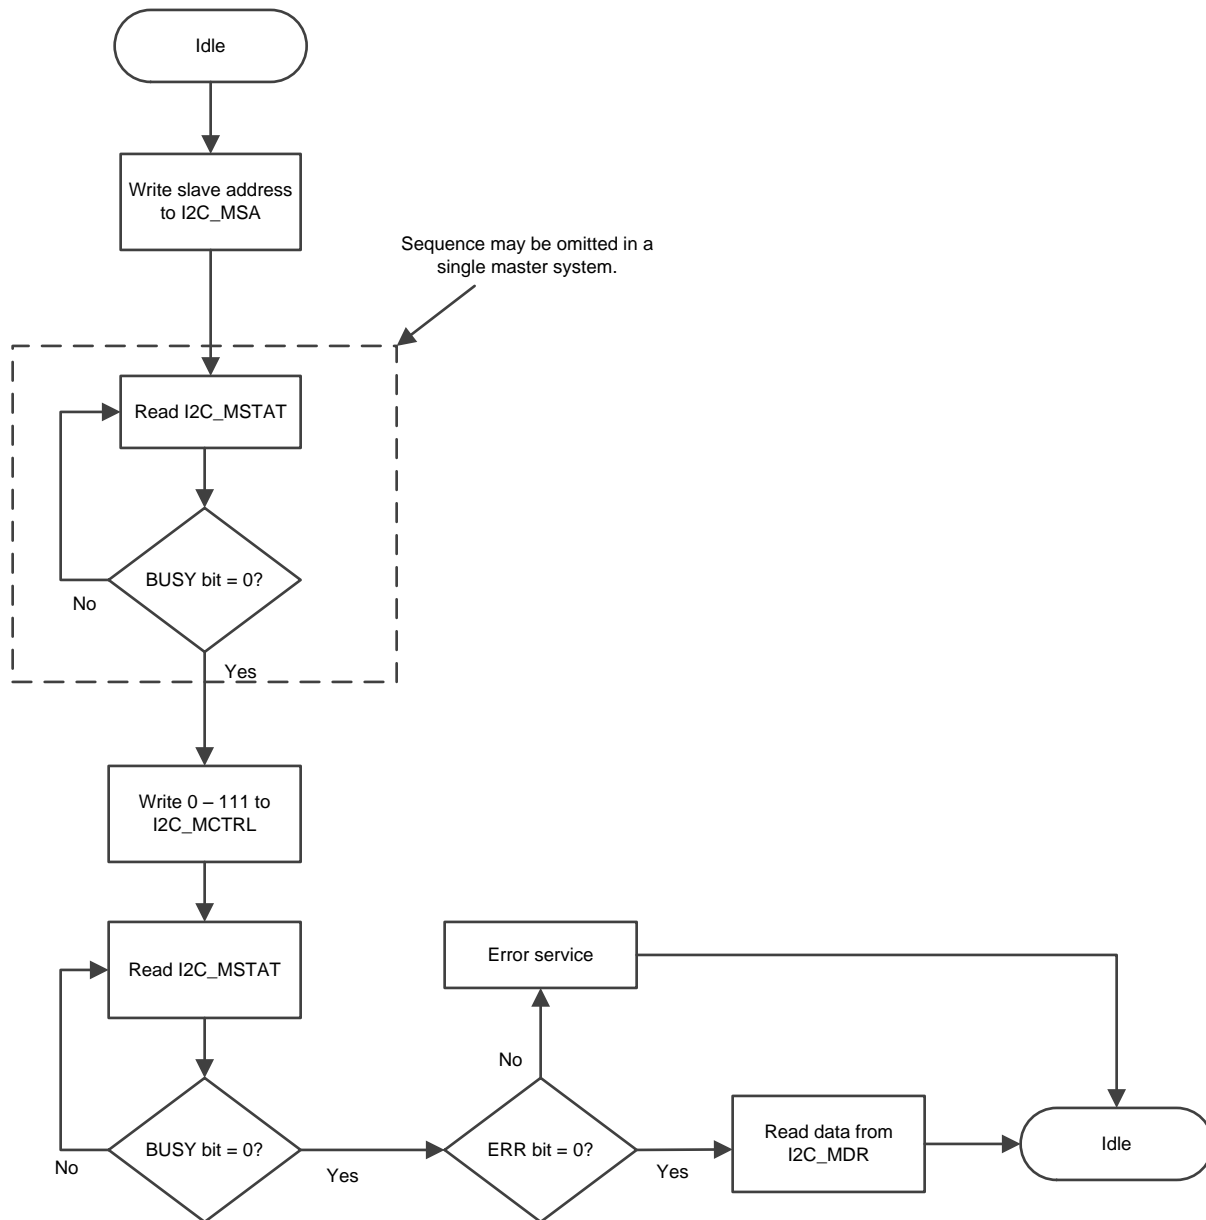 Idle
Write slave address
to I2C_MSA
Sequence may be omitted in a
single master system.
Read I2C_MSTAT
BUSY bit = 0?
No
Yes
Write 0 – 111 to
I2C_MCTRL
Read I2C_MSTAT
Error service
No
BUSY bit = 0?
No
Yes
ERR bit = 0?
Yes
Read data from
I2C_MDR
Idle